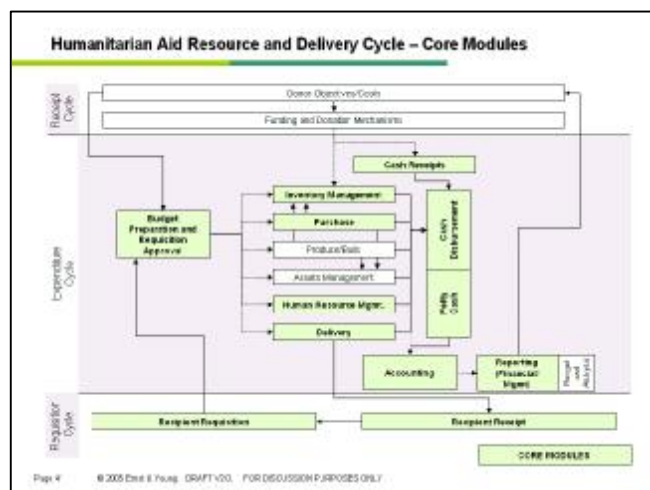 Humanitarian Aid Resource and Delivery Cycle – Core Modules
Receipt
Cycle
Donor Objectives/Goals
Funding and Donation Mechanisms
Expenditure
Cycle
Cash Receipts
Inventory Management
Budget
Preparation and
Requisition
Approval
Purchase
Produce/Build
Assets Management
Human Resource Mgmt.
Delivery
Cash
Disbursement
Petty
Cash
Accounting
Reporting
(Financial
Mgmt)
and
Requisition
Cycle
Recipient Requisition
Recipient Receipt
CORE MODULES
Page 4
© 2005 Ernst & Young DRAFT FOR DISCUSSION PURPOSES ONLY